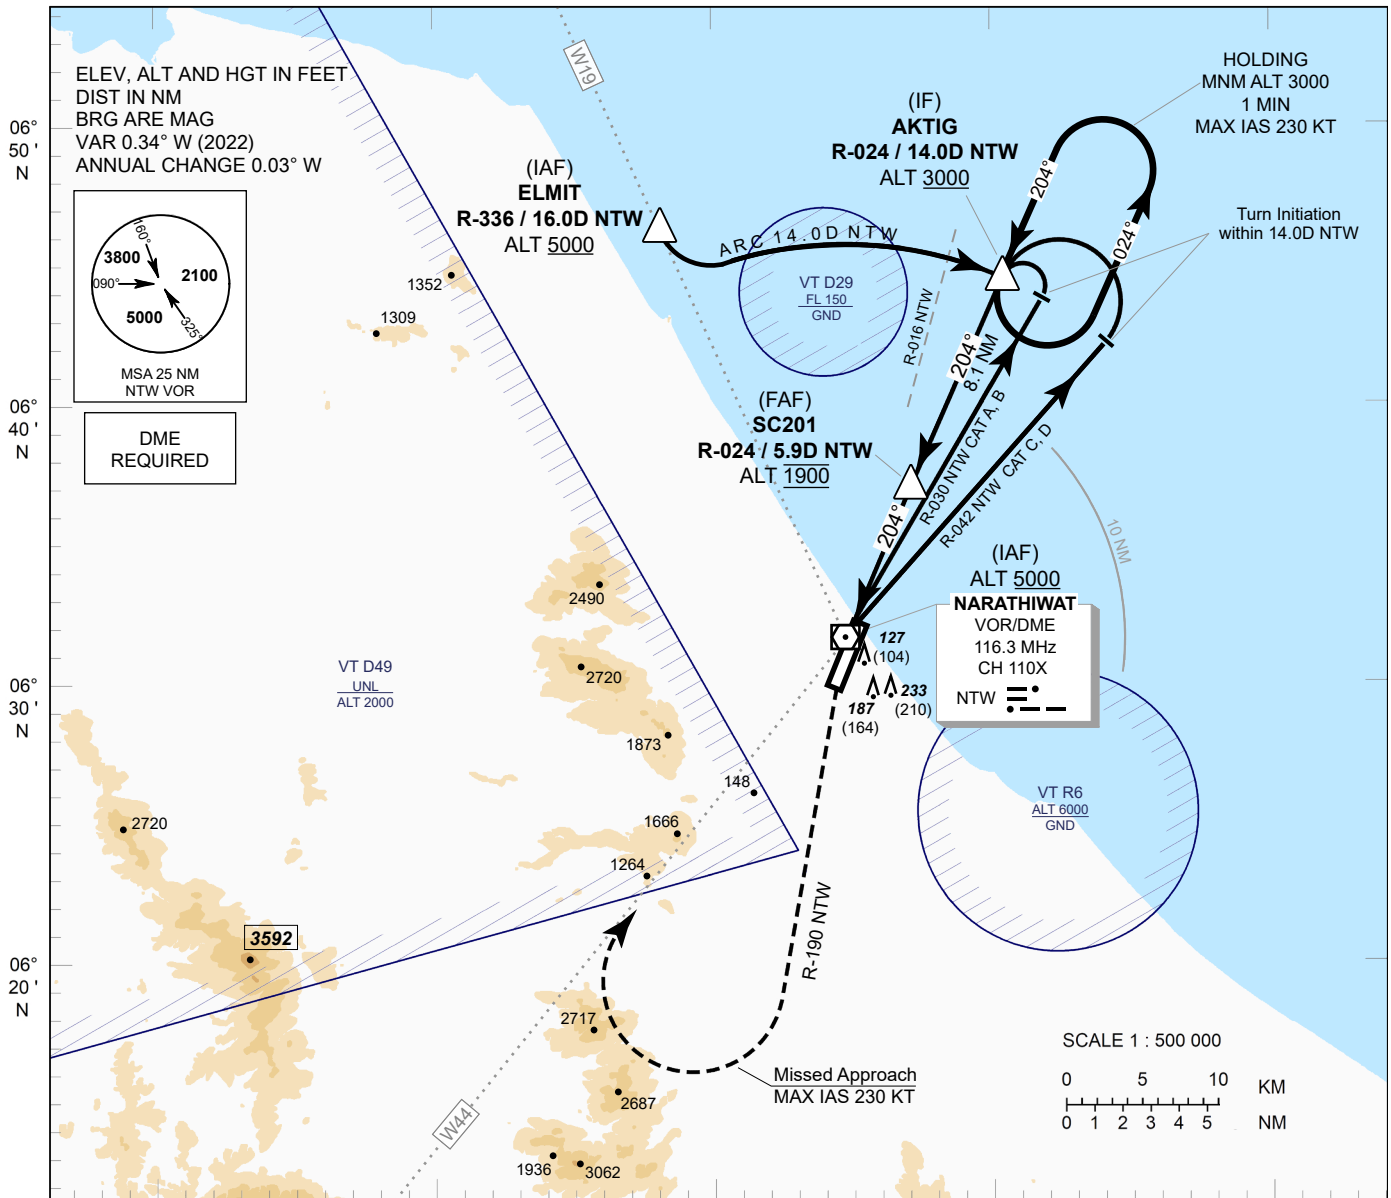 ELEV, ALT AND HGT IN FEET
DIST IN NM
BRG ARE MAG
VAR 0.34° W (2022)
ANNUAL CHANGE 0.03° W
06°
50 '
N
160°
3800
2100
090°
5000
325°
MSA 25 NM
NTW VOR
DME
REQUIRED
06°
40 '
N
06°
30 '
N
06°
20 '
N
W19
(IAF)
ELMIT
R-336 / 16.0D NTW
ALT 5000
ARC 14.0D NTW
(IF)
AKTIG
R-024 / 14.0D NTW
ALT 3000
HOLDING
MNM ALT 3000
1 MIN
MAX IAS 230 KT
204°
024°
Turn Initiation
within 14.0D NTW
VT D29
FL 150
GND
R-016 NTW
204°
8.1 NM
(FAF)
SC201
R-024 / 5.9D NTW
ALT 1900
204°
R-030 NTW CAT A, B
R-042 NTW CAT C, D
10 NM
(IAF)
ALT 5000
NARATHIWAT
VOR/DME
116.3 MHz
CH 110X
NTW
127
(104)
233
(210)
187
(164)
1352
1309
2490
2720
1873
148
1666
1264
2720
3592
2717
2687
1936
3062
VT D49
UNL
ALT 2000
VT R6
ALT 6000
GND
R-190 NTW
Missed Approach
MAX IAS 230 KT
W44
SCALE 1 : 500 000
0 5 10 KM
0 1 2 3 4 5 NM